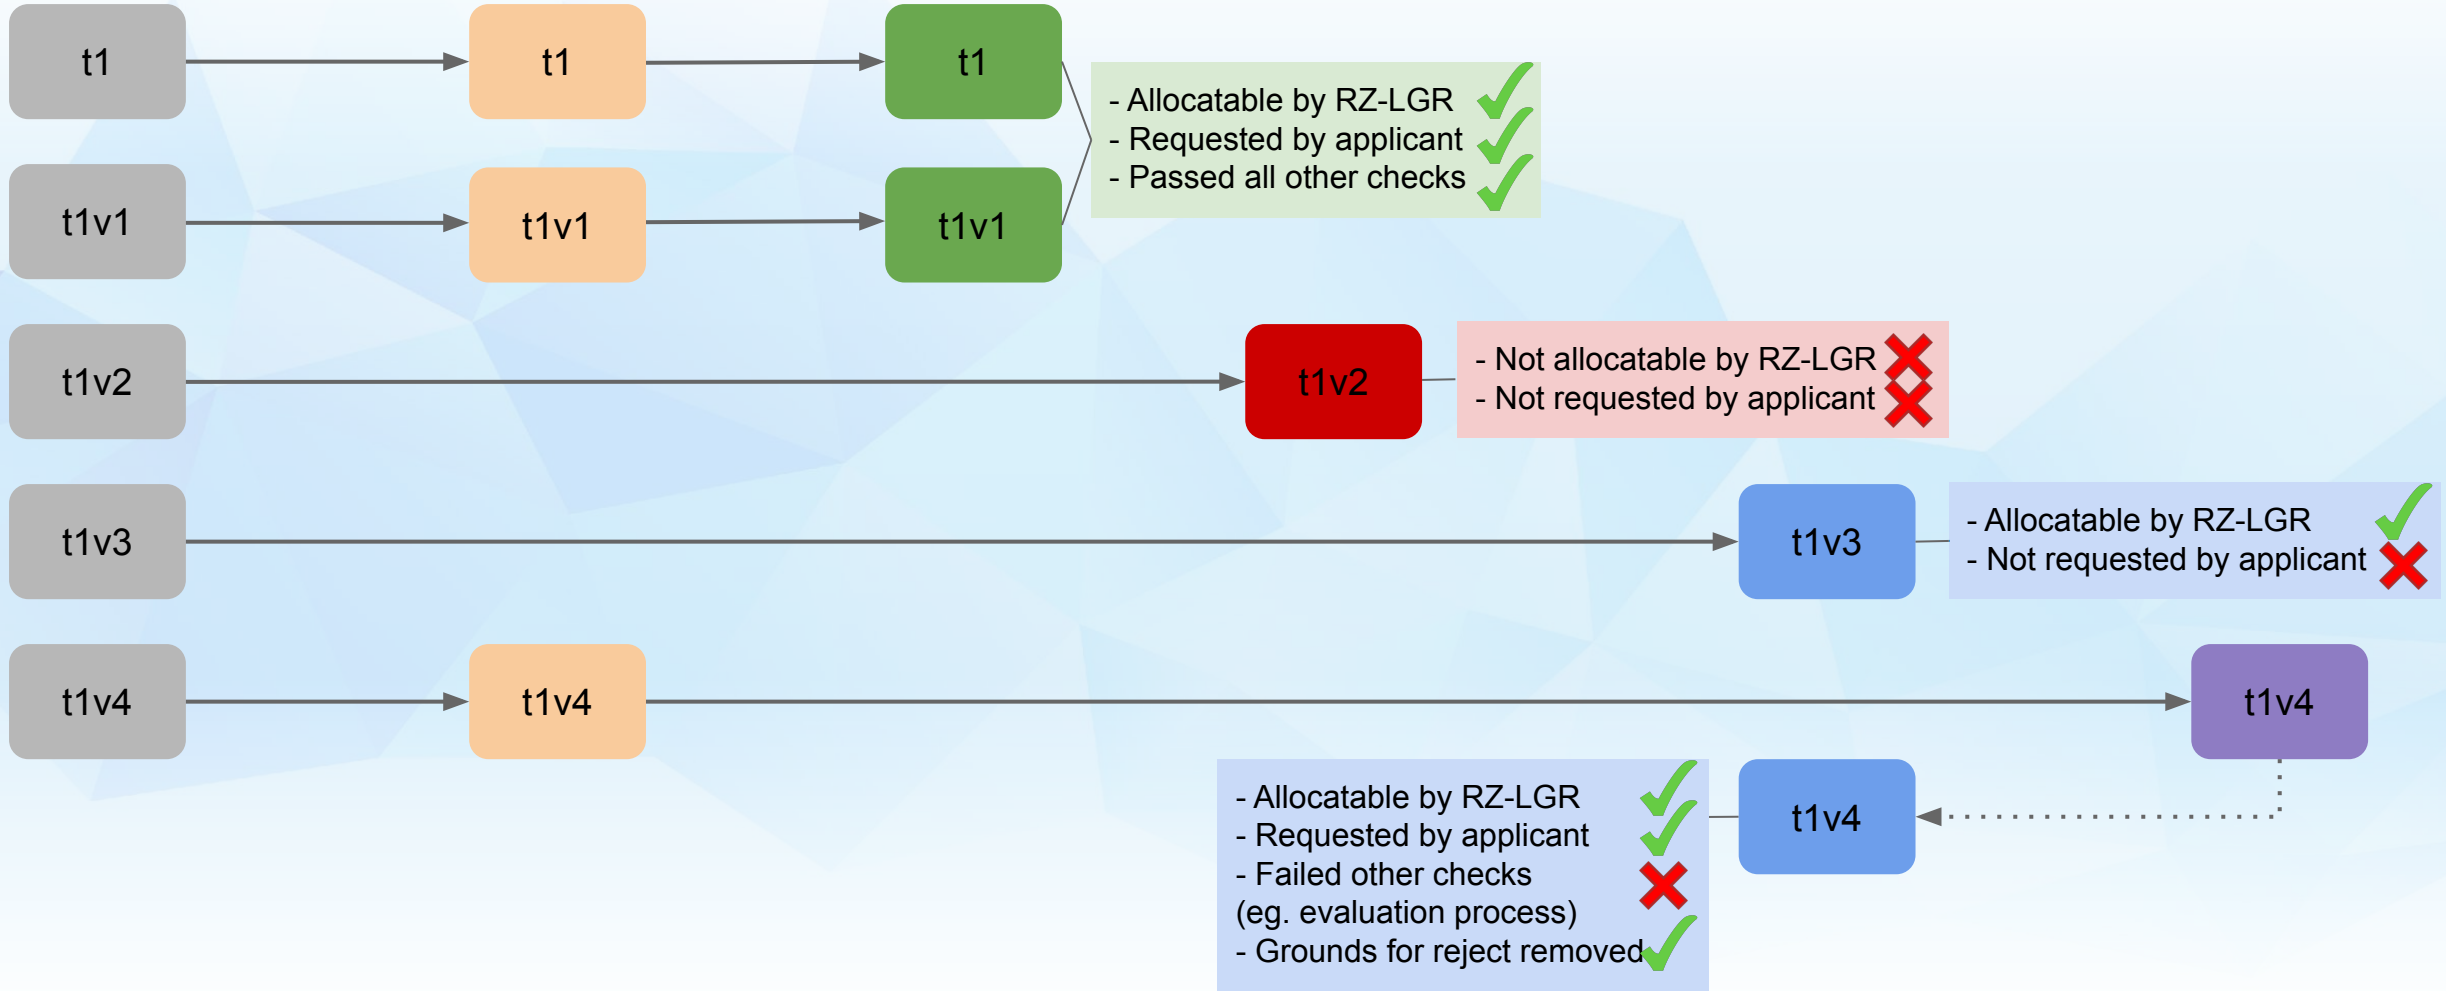 t1
t1
t1
- Allocatable by RZ-LGR
- Requested by applicant
- Passed all other checks
t1v1
t1v1
t1v1
t1v2
t1v2
- Not allocatable by RZ-LGR
- Not requested by applicant
t1v3
t1v3
- Allocatable by RZ-LGR
- Not requested by applicant
t1v4
t1v4
t1v4
t1v4
- Allocatable by RZ-LGR
- Requested by applicant
- Failed other checks
(eg. evaluation process)
- Grounds for reject removed